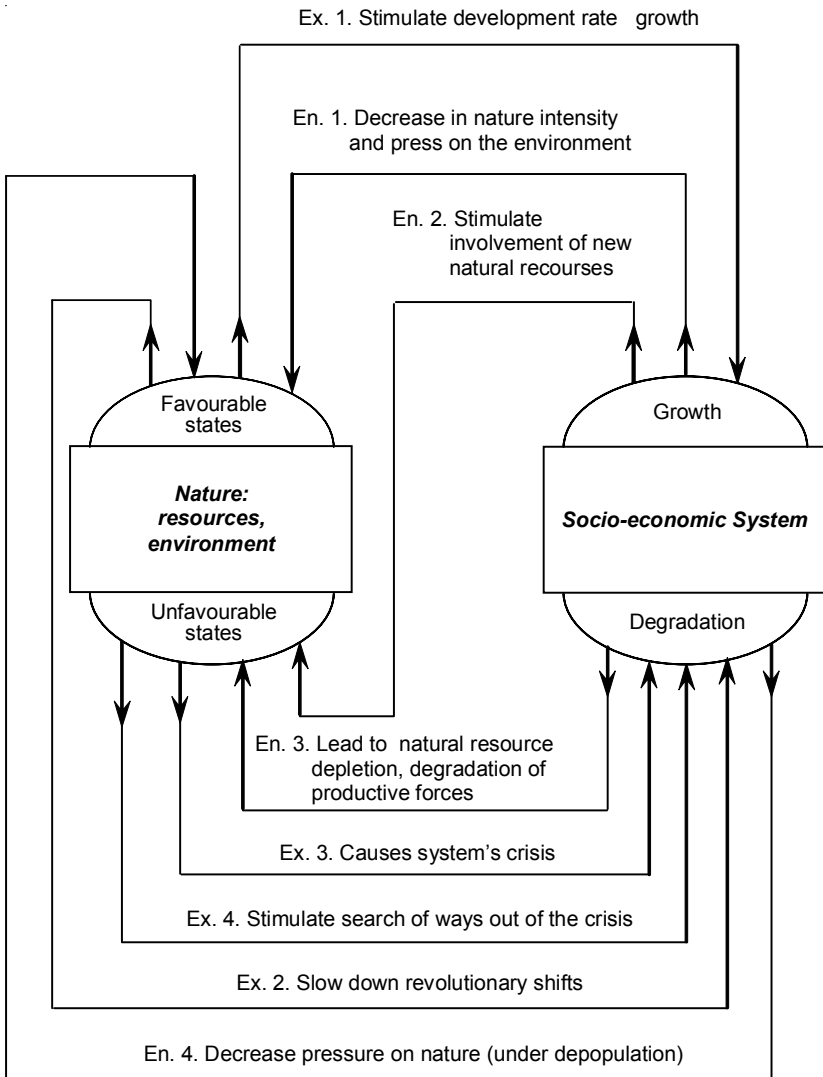 Ex. 1. Stimulate development rate growth
En. 1. Decrease in nature intensity
and press on the environment
En. 2. Stimulate
involvement of new
natural recourses
Favourable
states
Growth
Nature:
resources,
environment
Socio-economic System
Unfavourable
states
Degradation
En. 3. Lead to natural resource
depletion, degradation of
productive forces
Ex. 3. Causes system’s crisis
Ex. 4. Stimulate search of ways out of the crisis
Ex. 2. Slow down revolutionary shifts
En. 4. Decrease pressure on nature (under depopulation)